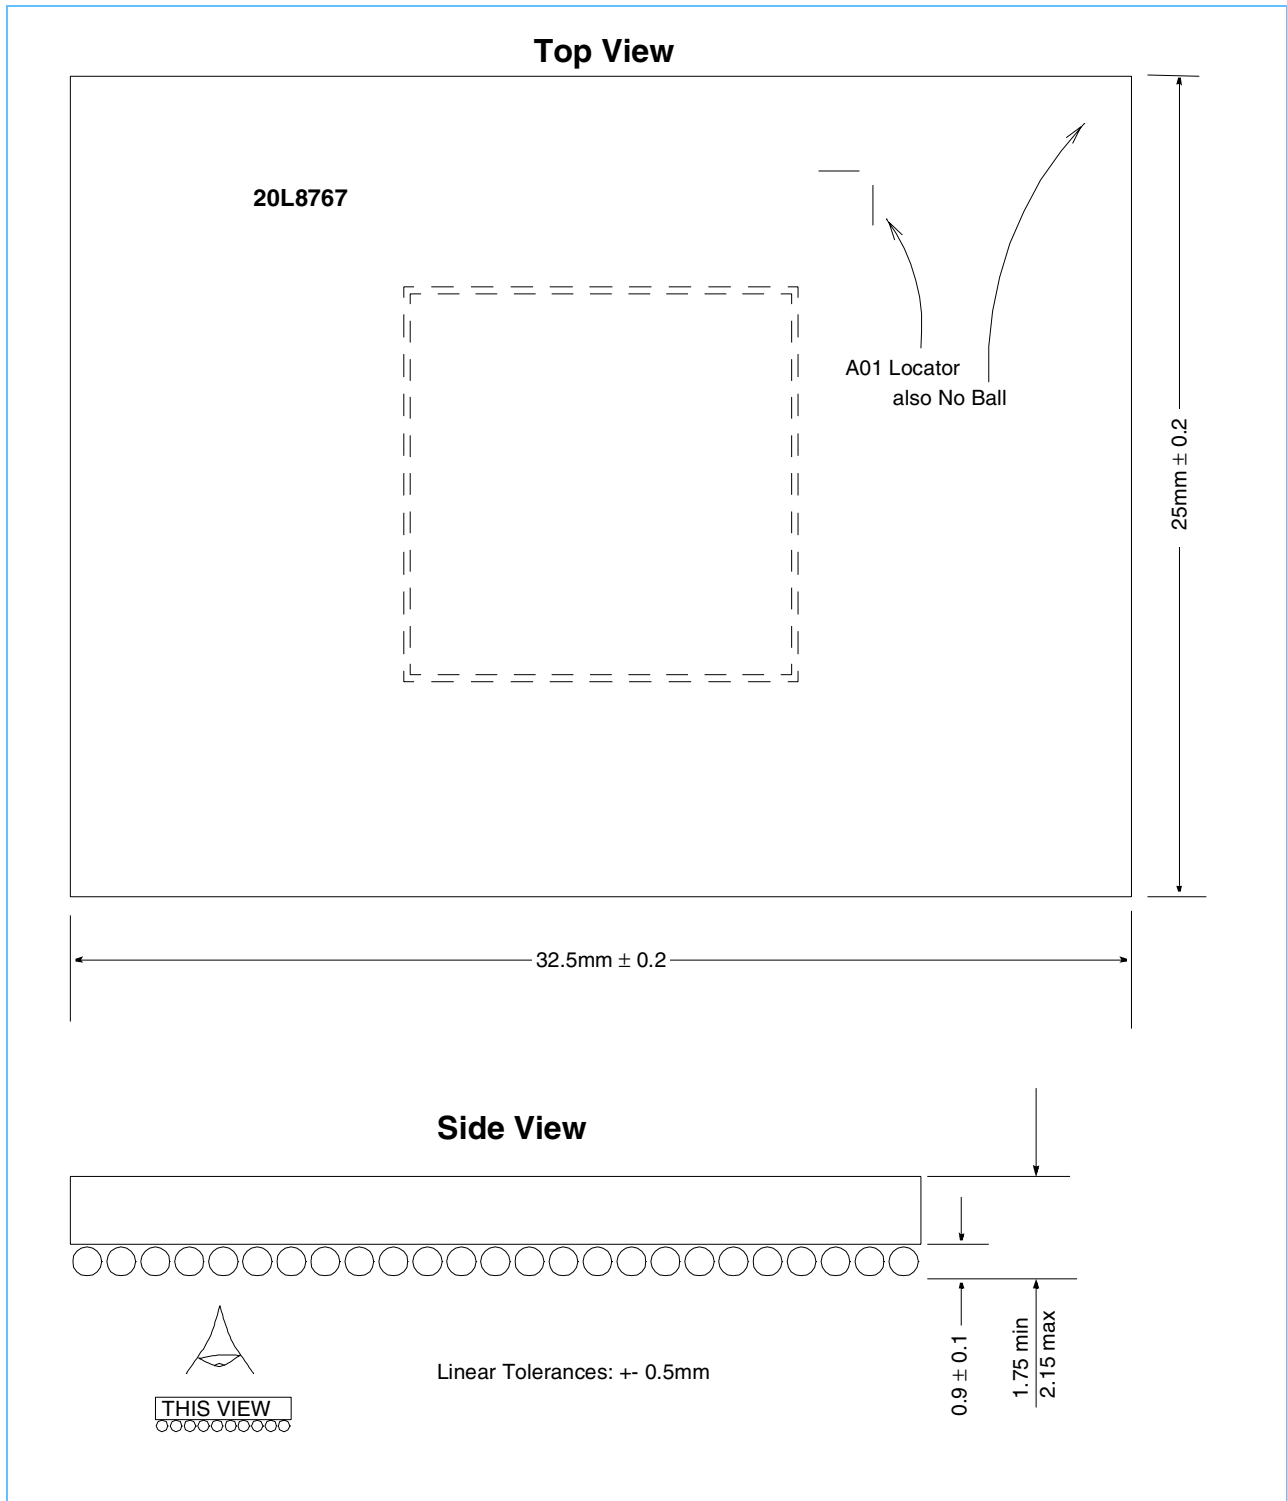 Top View
20L8767
A01 Locator
also No Ball
25mm ± 0.2
32.5mm ± 0.2
Side View
Linear Tolerances: +- 0.5mm
0.9 ± 0.1
1.75 min
2.15 max
THIS VIEW